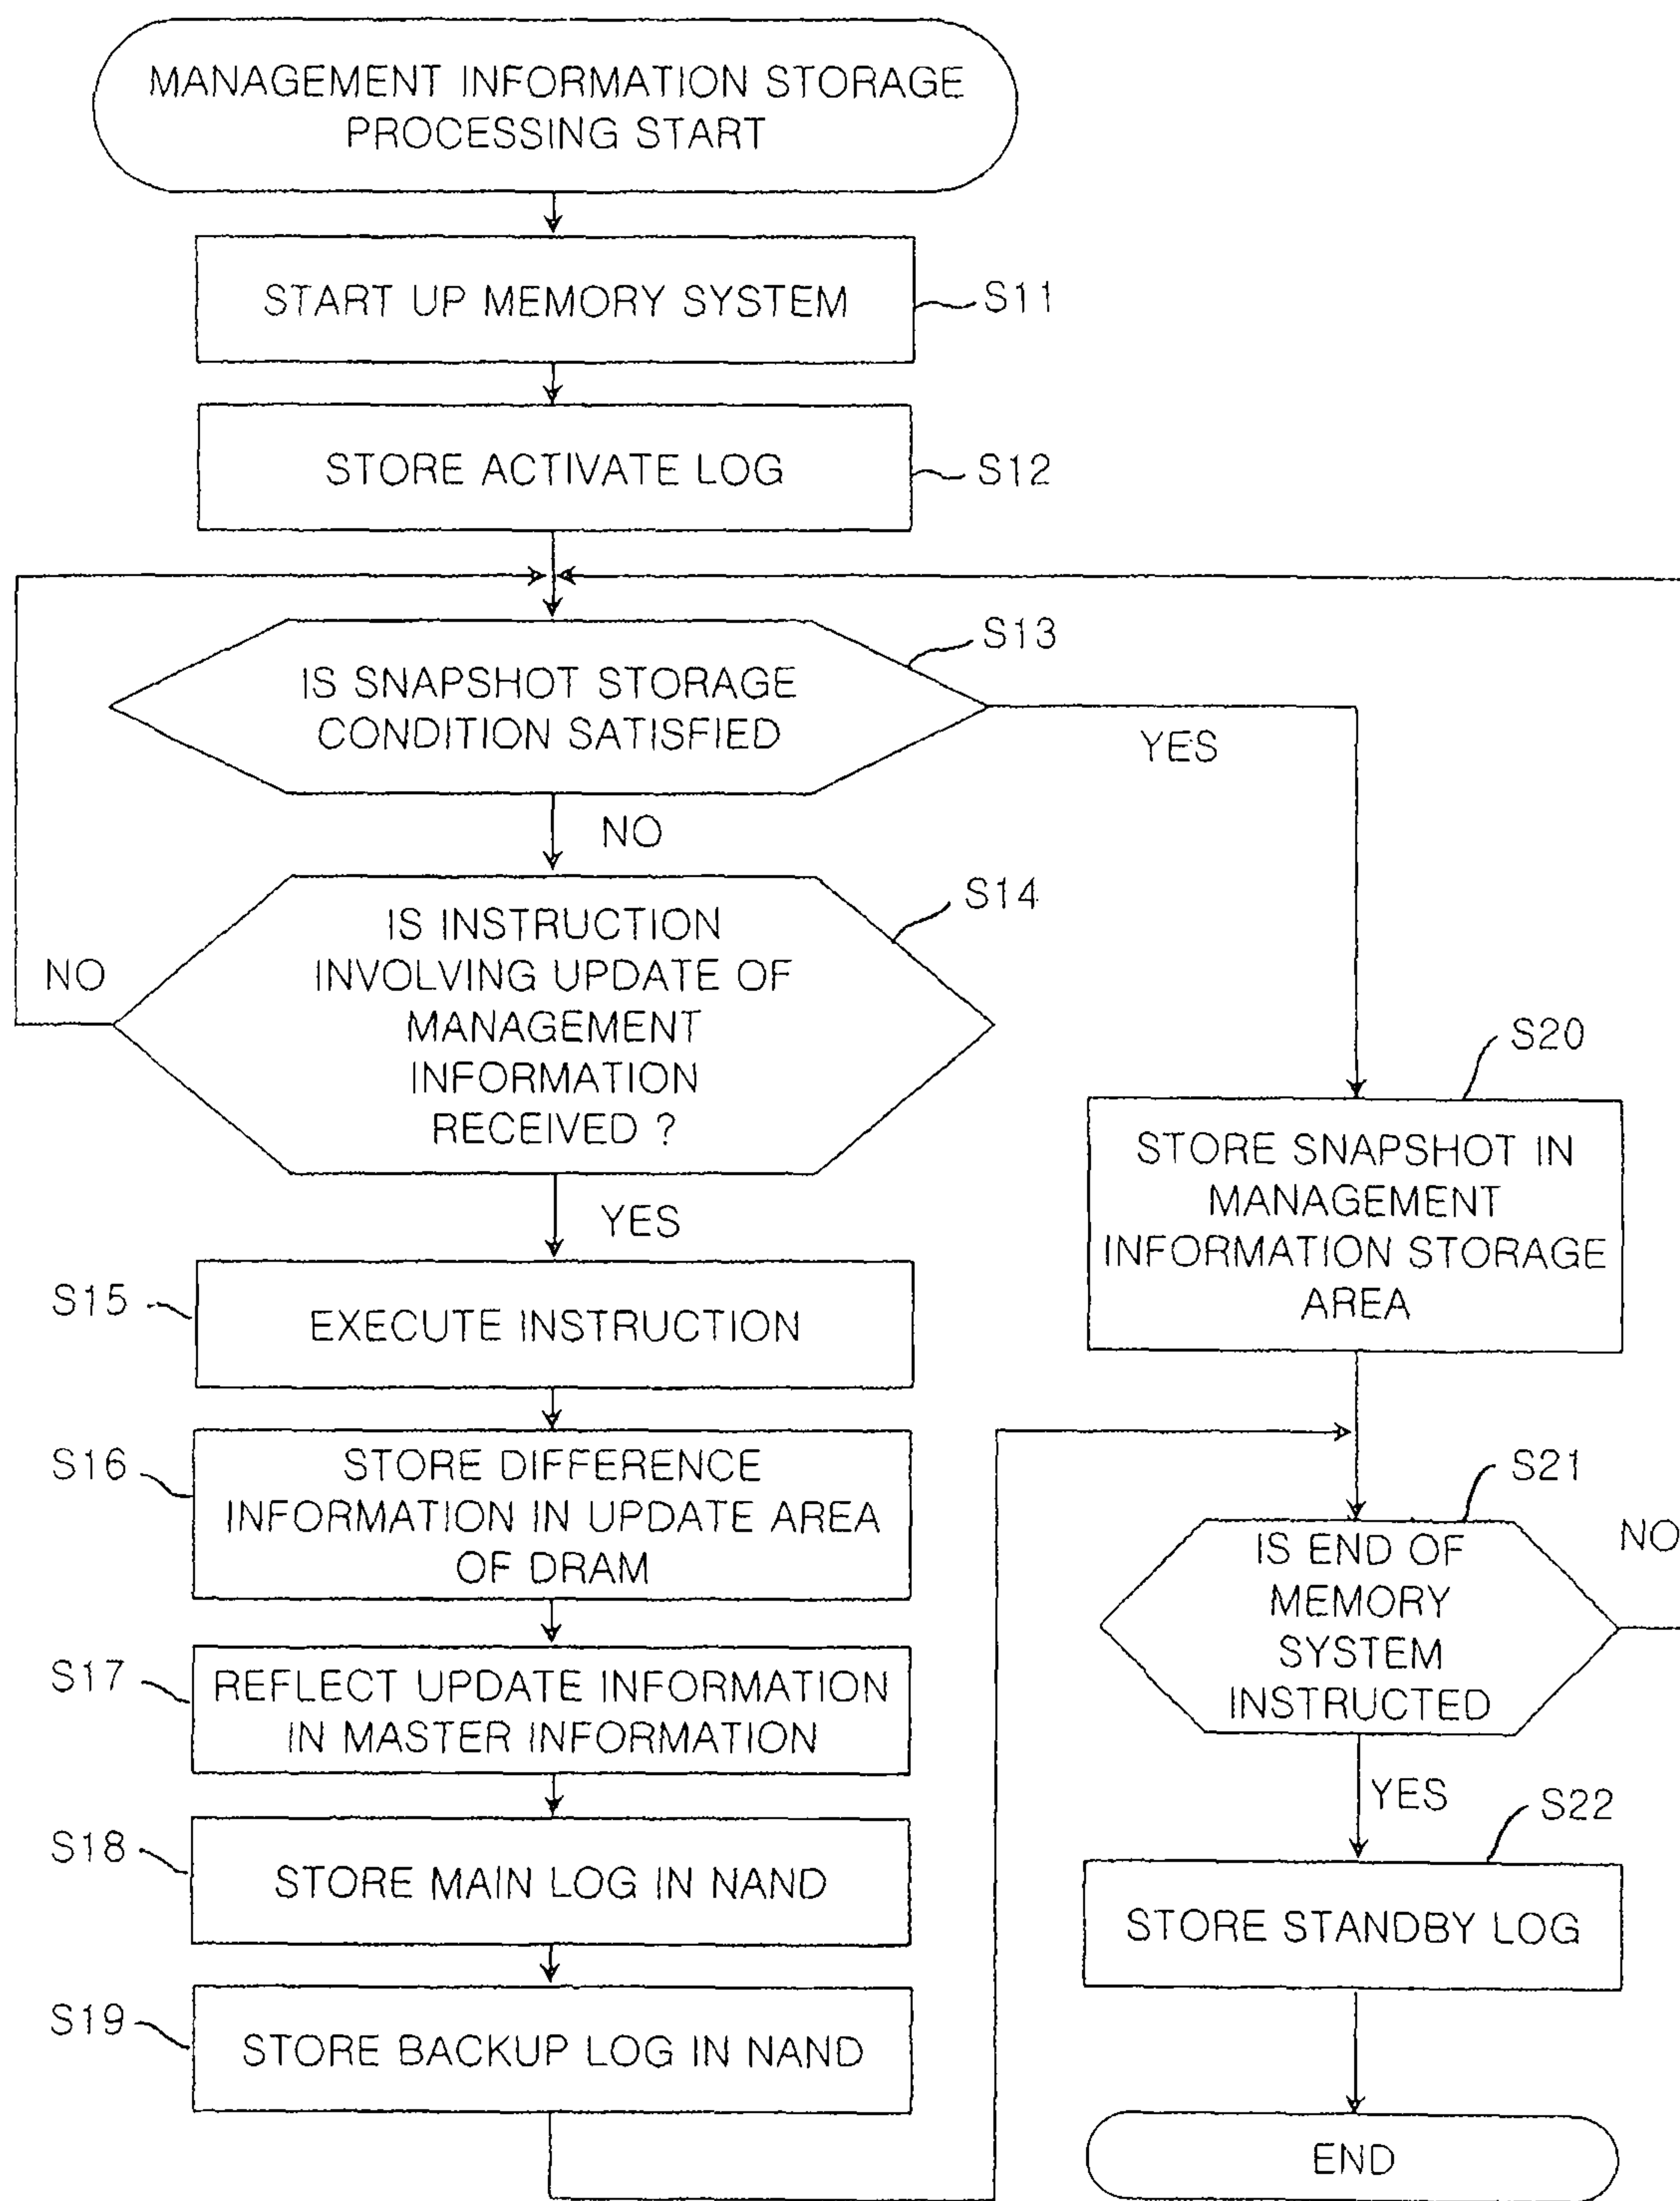 MANAGEMENT INFORMATION STORAGE
PROCESSING START
START UP MEMORY SYSTEM
S11
STORE ACTIVATE LOG
S12
S13
IS SNAPSHOT STORAGE
CONDITION SATISFIED
YES
NO
S14
IS INSTRUCTION
INVOLVING UPDATE OF
MANAGEMENT
INFORMATION
RECEIVED ?
NO
YES
S15
EXECUTE INSTRUCTION
S16
STORE DIFFERENCE
INFORMATION IN UPDATE AREA
OF DRAM
S17
REFLECT UPDATE INFORMATION
IN MASTER INFORMATION
S18
STORE MAIN LOG IN NAND
S19
STORE BACKUP LOG IN NAND
S20
STORE SNAPSHOT IN
MANAGEMENT
INFORMATION STORAGE
AREA
S21
IS END OF
MEMORY
SYSTEM
INSTRUCTED
NO
YES
S22
STORE STANDBY LOG
END